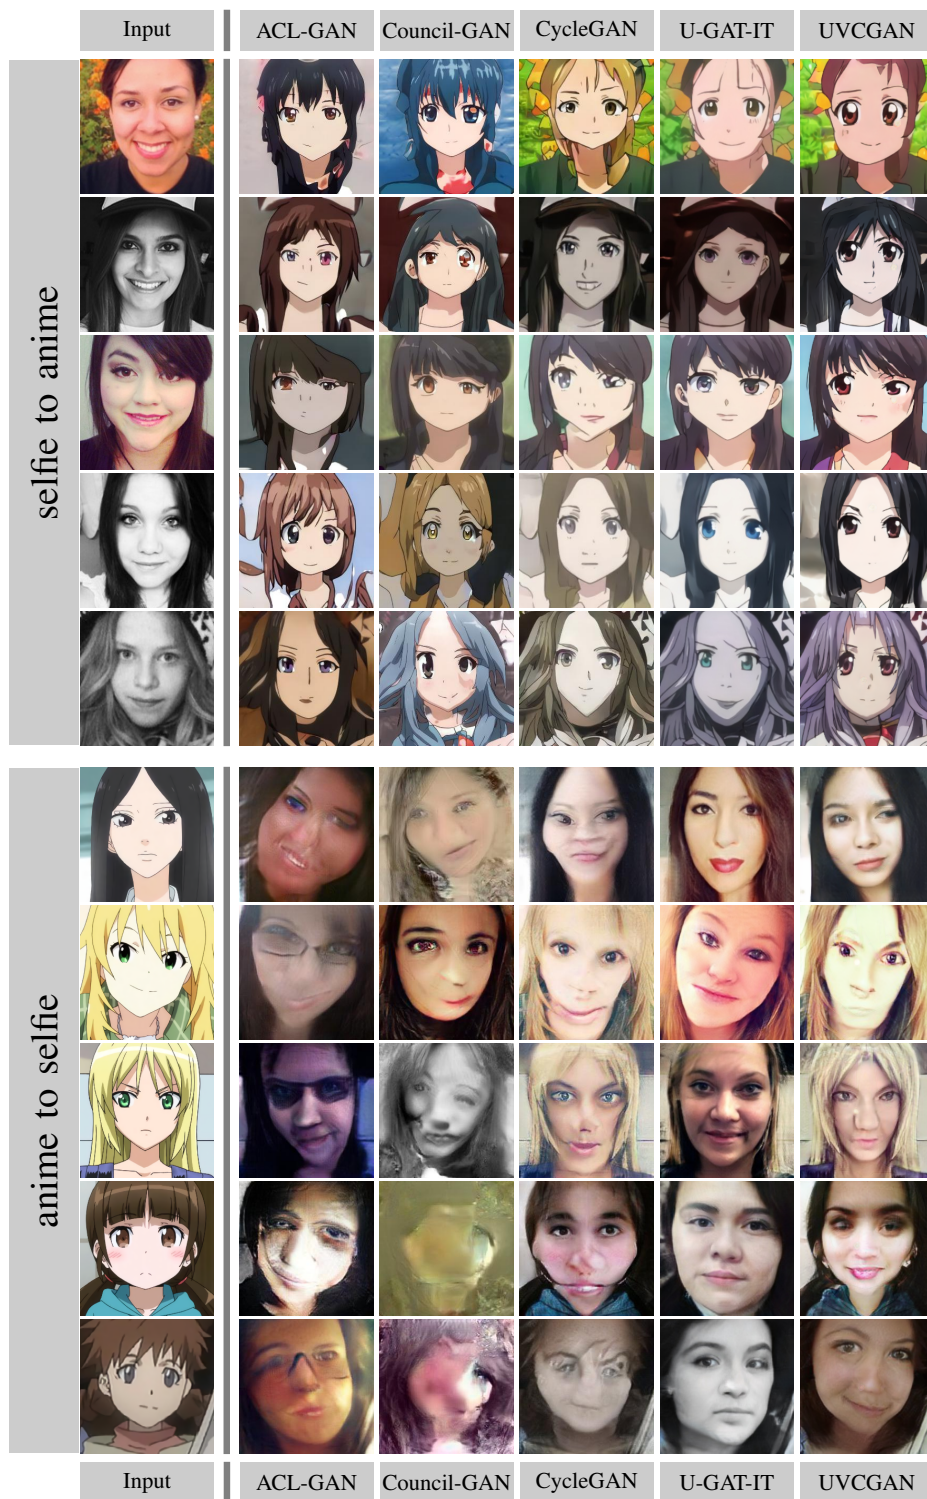 Input ACL-GAN Council-GAN CycleGAN U-GAT-IT UVCGAN
selfie to anime
anime to selfie
Input ACL-GAN Council-GAN CycleGAN U-GAT-IT UVCGAN